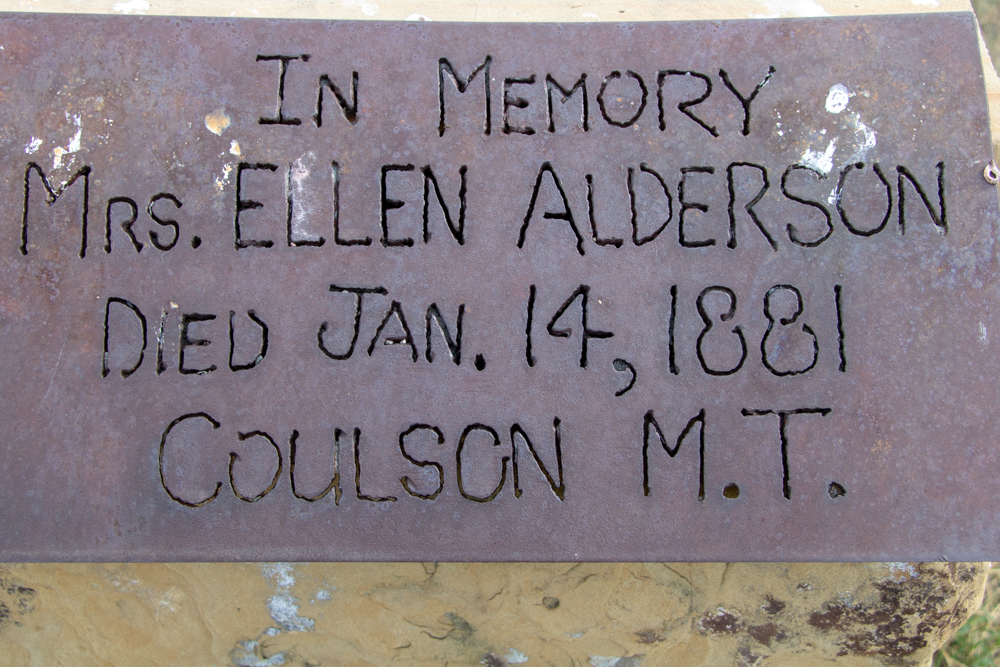 In Memory
Mrs. Ellen Alderson
Died Jan. 14, 1881
Coulson M.T.